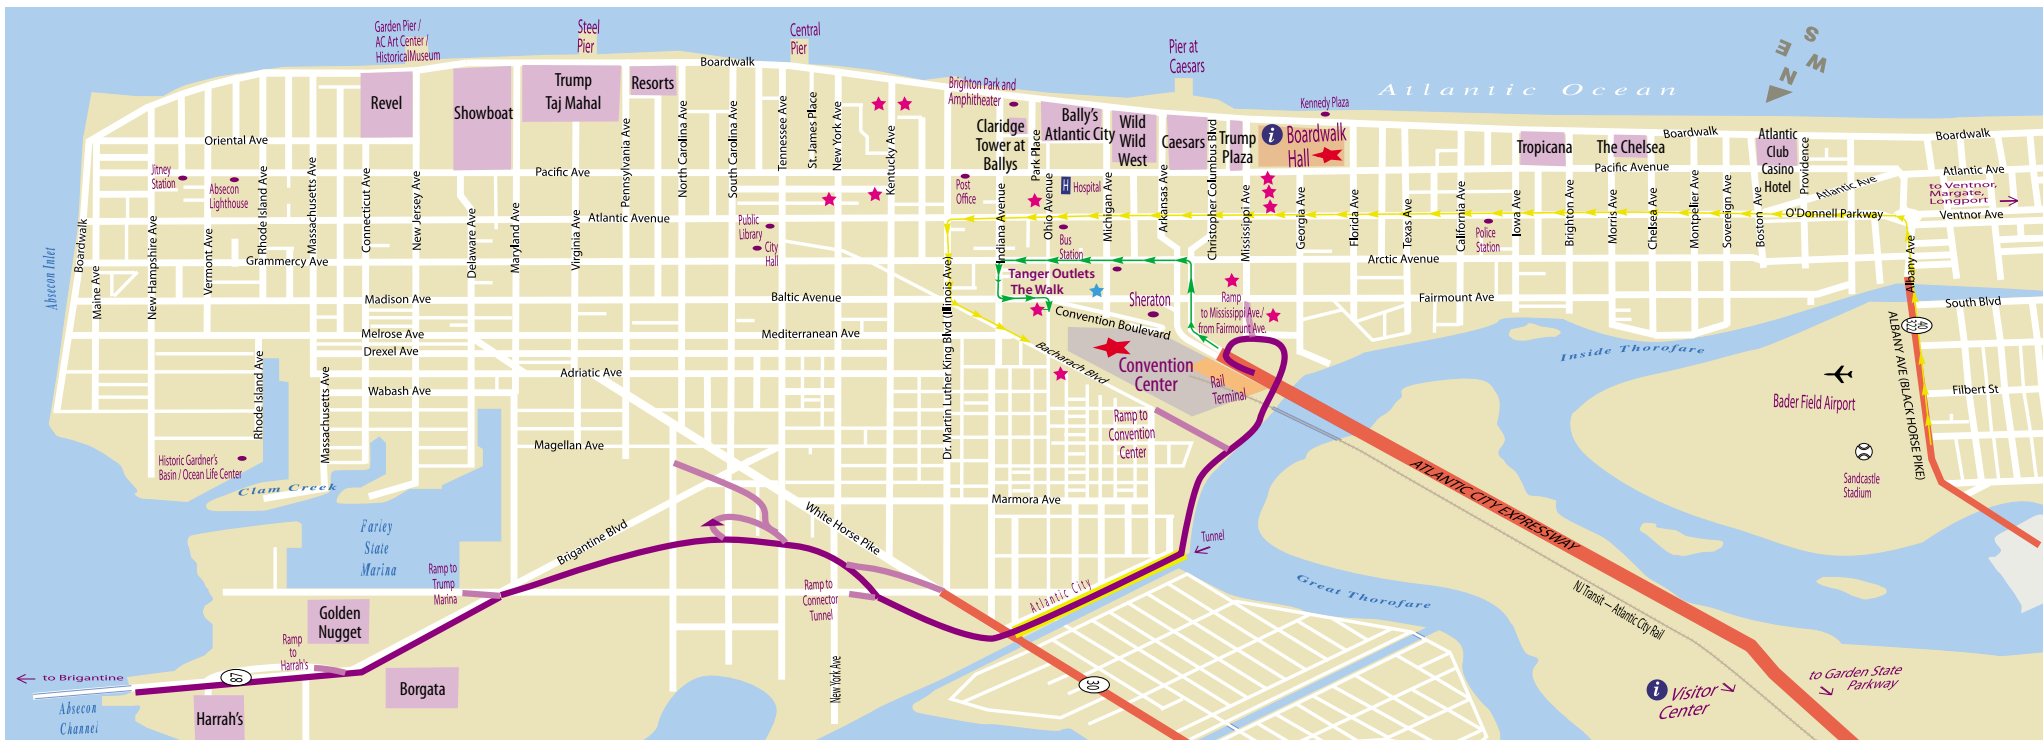 Garden Pier /
AC Art Center /
HistoricalMuseum
Steel
Pier
Central
Pier
Pier at
Caesars
Atlantic Ocean
S
E
W
N
Boardwalk
Revel
Showboat
Trump
Taj Mahal
Resorts
Brighton Park and
Amphitheater
Claridge
Tower at
Ballys
Bally's
Atlantic City
Wild
Wild
West
Caesars
Trump
Plaza
Kennedy Plaza
i
Boardwalk
Hall
Tropicana
The Chelsea
Boardwalk
Atlantic
Club
Casino
Hotel
Boardwalk
Oriental Ave
Pacific Ave
Pacific Avenue
Atlantic Ave
Atlantic Ave
to Ventnor,
Margate,
Longport
Ventnor Ave
O'Donnell Parkway
Jitney
Station
Absecon
Lighthouse
Post
Office
H
Hospital
Atlantic Avenue
Public
Library
City
Hall
Bus
Station
Police
Station
Grammercy Ave
Arctic Avenue
Tanger Outlets
The Walk
Sheraton
Madison Ave
Baltic Avenue
Fairmount Ave
South Blvd
Melrose Ave
Mediterranean Ave
Drexel Ave
Adriatic Ave
Wabash Ave
Magellan Ave
Marmora Ave
Filbert St
Boardwalk
Maine Ave
New Hampshire Ave
Vermont Ave
Rhode Island Ave
Massachusetts Ave
Connecticut Ave
New Jersey Ave
Delaware Ave
Maryland Ave
Virginia Ave
Pennsylvania Ave
North Carolina Ave
South Carolina Ave
Tennessee Ave
St. James Place
New York Ave
Kentucky Ave
Dr. Martin Luther King Blvd (Illinois Ave)
Indiana Avenue
Park Place
Ohio Avenue
Michigan Ave
Arkansas Ave
Christopher Columbus Blvd
Mississippi Ave
Georgia Ave
Florida Ave
Texas Ave
California Ave
Iowa Ave
Brighton Ave
Morris Ave
Chelsea Ave
Montpelier Ave
Sovereign Ave
Boston Ave
Providence
Albany Ave
Rhode Island Ave
Massachusetts Ave
Ramp
to Mississippi Ave./
from Fairmount Ave.
Convention Boulevard
Bacharach Blvd
Convention
Center
Rail
Terminal
Ramp to
Convention
Center
Inside Thorofare
40
322
ALBANY AVE (BLACK HORSE PIKE)
Bader Field Airport
Sandcastle
Stadium
Absecon Inlet
Historic Gardner's
Basin / Ocean Life Center
Clam Creek
Farley
State
Marina
Brigantine Blvd
White Horse Pike
Tunnel
Atlantic City
ATLANTIC CITY EXPRESSWAY
NJ Transit — Atlantic City Rail
Great Thorofare
Ramp to
Trump
Marina
Ramp to
Connector
Tunnel
New York Ave
Golden
Nugget
Ramp
to
Harrah's
87
30
to Brigantine
Absecon
Channel
Harrah's
Borgata
i
Visitor
Center
to Garden State
Parkway